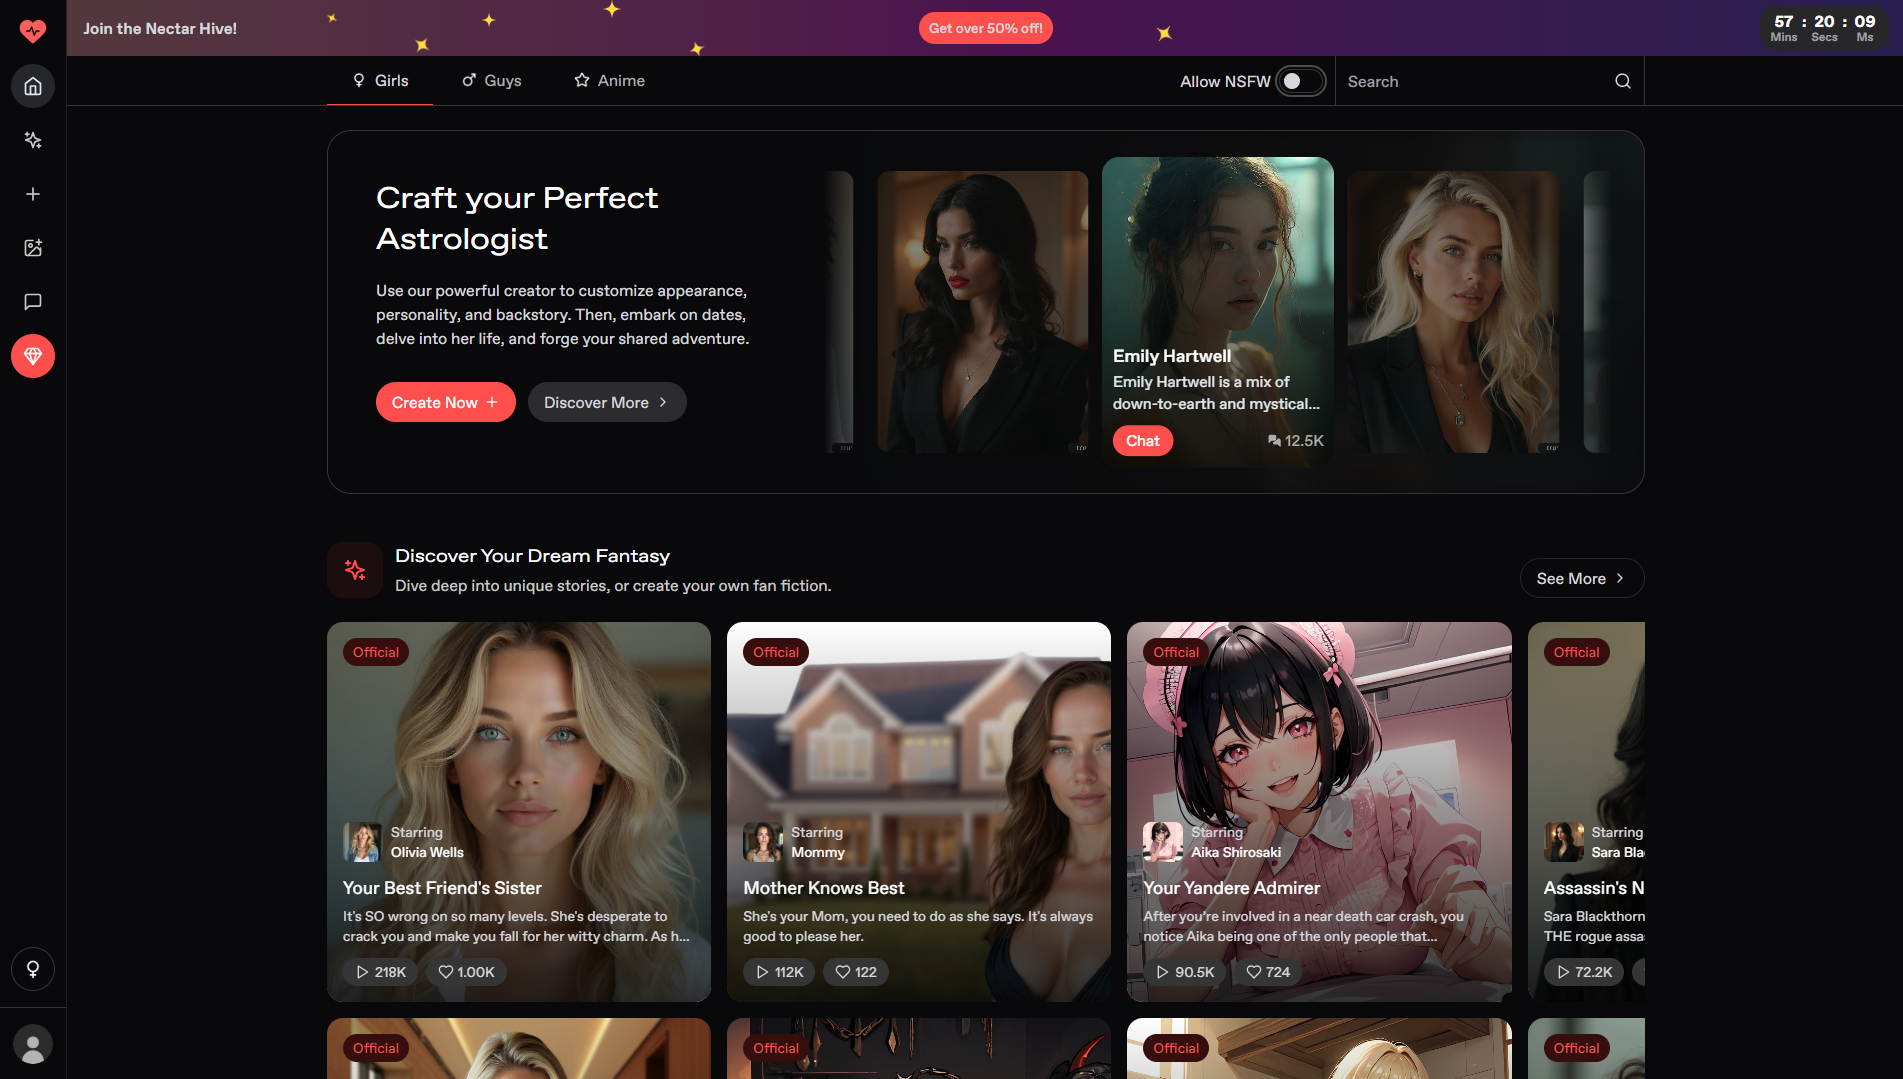 Join the Nectar Hive!
Get over 50% off!
57 : 20 : 09
Mins Secs Ms
Girls
Guys
Anime
Allow NSFW
Search
Craft your Perfect
Astrologist
Use our powerful creator to customize appearance,
personality, and backstory. Then, embark on dates,
delve into her life, and forge your shared adventure.
Create Now
Discover More
Emily Hartwell
Emily Hartwell is a mix of
down-to-earth and mystical...
Chat
12.5K
Discover Your Dream Fantasy
Dive deep into unique stories, or create your own fan fiction.
See More
Official
Starring
Olivia Wells
Your Best Friend's Sister
It's SO wrong on so many levels. She's desperate to
crack you and make you fall for her witty charm. As h...
218K
1.00K
Official
Starring
Mommy
Mother Knows Best
She's your Mom, you need to do as she says. It's always
good to please her.
112K
122
Official
Starring
Aika Shirosaki
Your Yandere Admirer
After you're involved in a near death car crash, you
notice Aika being one of the only people that...
90.5K
724
Official
Starring
Sara Bla
Assassin's N
Sara Blackthorn
THE rogue assa
72.2K
Official
Official
Official
Official